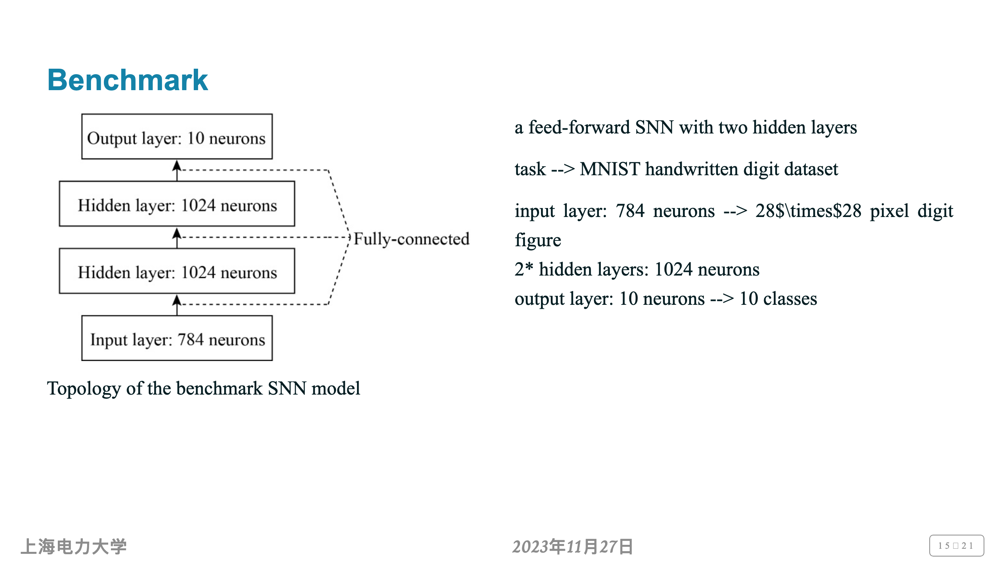 Benchmark
Output layer: 10 neurons
Hidden layer: 1024 neurons
Fully-connected
Hidden layer: 1024 neurons
Input layer: 784 neurons
Topology of the benchmark SNN model
a feed-forward SNN with two hidden layers
task --> MNIST handwritten digit dataset
input layer: 784 neurons --> 28$\times$28 pixel digit
figure
2* hidden layers: 1024 neurons
output layer: 10 neurons --> 10 classes
上海电力大学
2023年11月27日
15□21